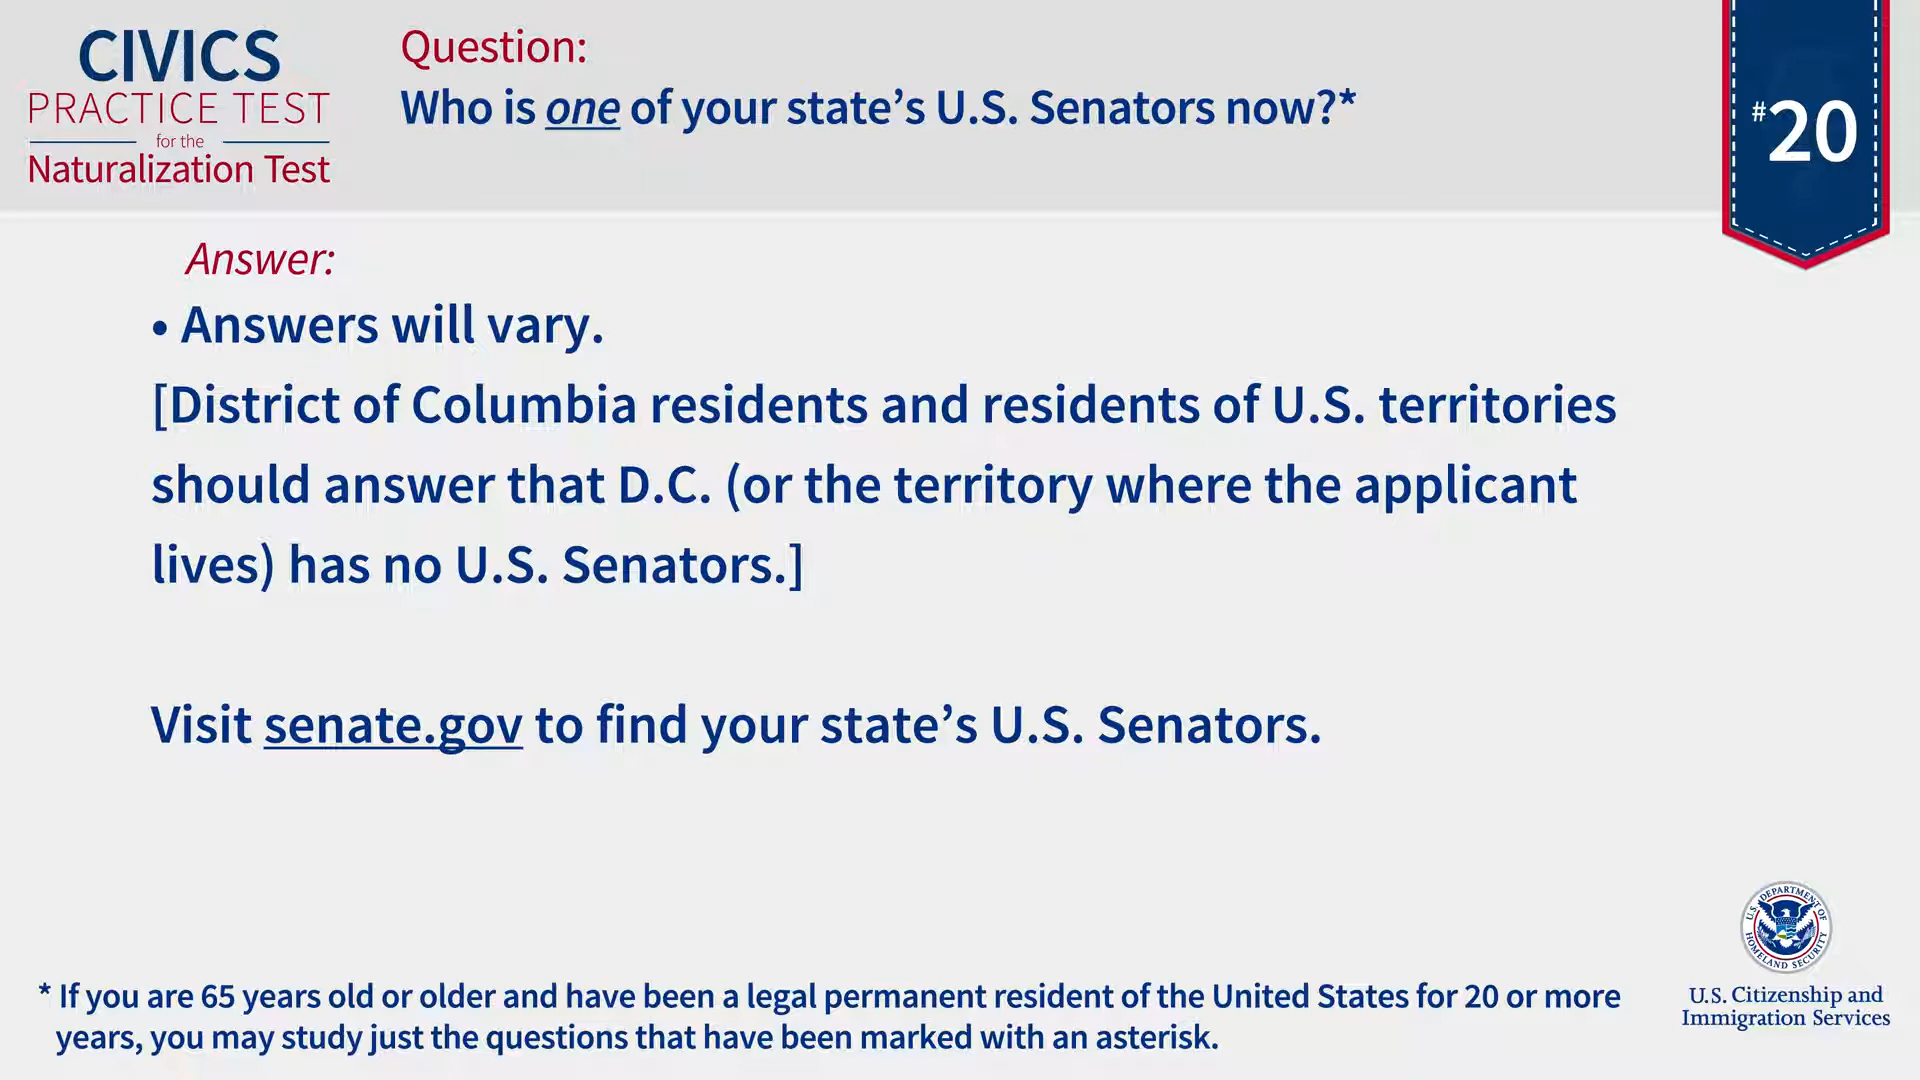 CIVICS
PRACTICE TEST
for the
Naturalization Test
Question:
Who is one of your state’s U.S. Senators now?*
#20
Answer:
• Answers will vary.
[District of Columbia residents and residents of U.S. territories
should answer that D.C. (or the territory where the applicant
lives) has no U.S. Senators.]
Visit senate.gov to find your state’s U.S. Senators.
* If you are 65 years old or older and have been a legal permanent resident of the United States for 20 or more
years, you may study just the questions that have been marked with an asterisk.
U.S. DEPARTMENT OF
HOMELAND SECURITY
U.S. Citizenship and
Immigration Services